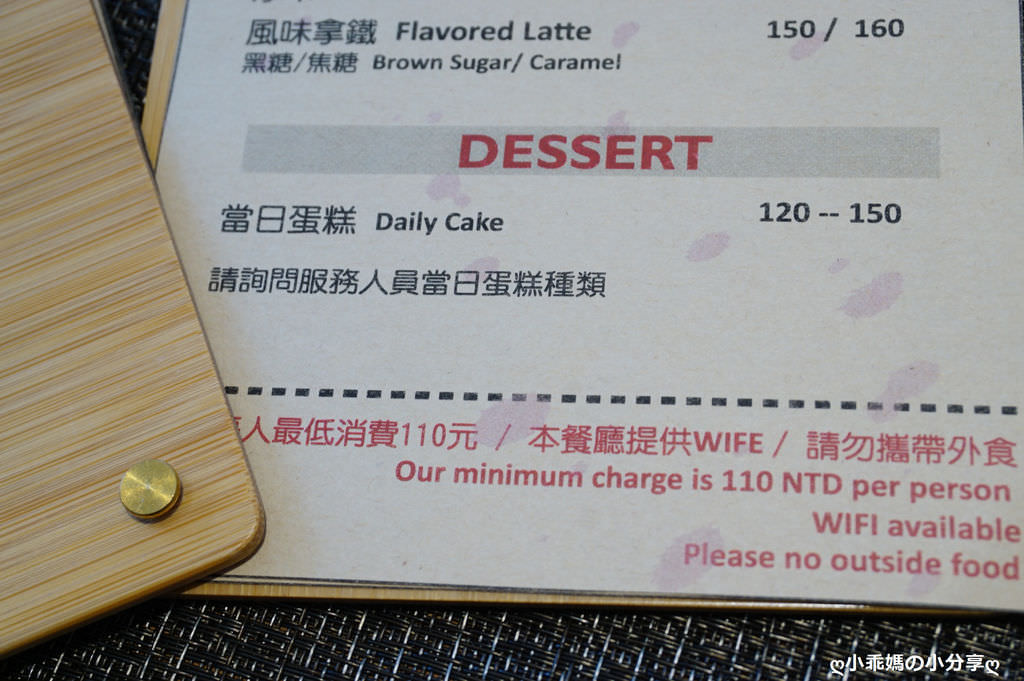 風味拿鐵 Flavored Latte 150 / 160
黑糖/焦糖 Brown Sugar/ Caramel
DESSERT
當日蛋糕 Daily Cake 120 -- 150
請詢問服務人員當日蛋糕種類
人最低消費110元 / 本餐廳提供WIFE / 請勿攜帶外食
Our minimum charge is 110 NTD per person
WIFI available
Please no outside food
ღ小乖媽の小分享ღ